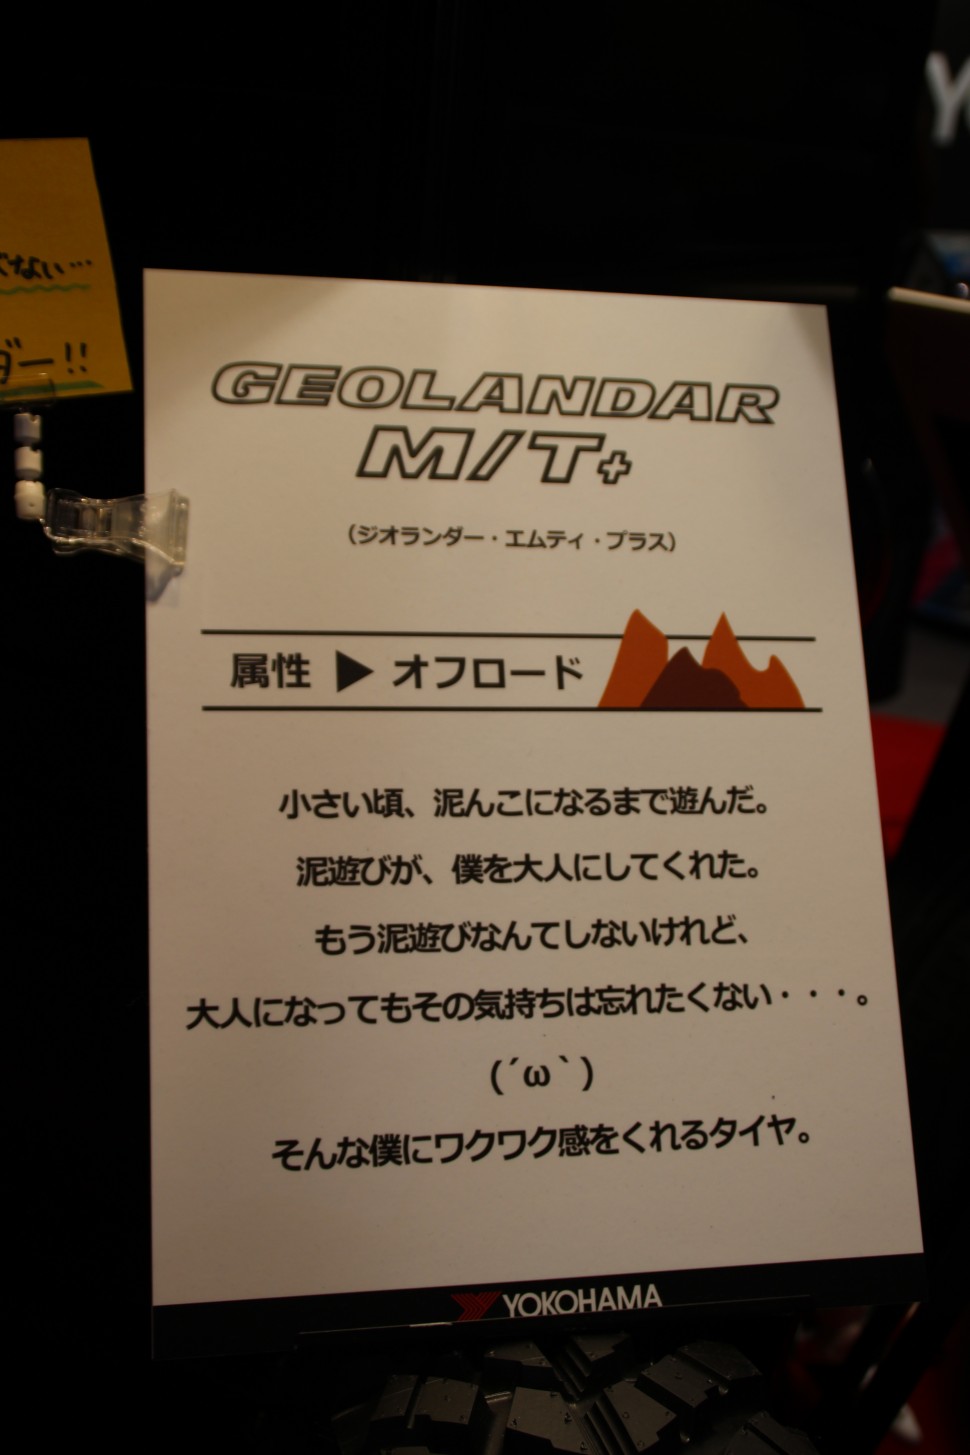 ない…
ダー!!
GEOLANDAR
M/T+
（ジオランダー・エムティ・プラス）
属性 ▶ オフロード
小さい頃、泥んこになるまで遊んだ。
泥遊びが、僕を大人にしてくれた。
もう泥遊びなんてしないけれど、
大人になってもその気持ちは忘れたくない・・・。
(´ω｀)
そんな僕にワクワク感をくれるタイヤ。
YOKOHAMA